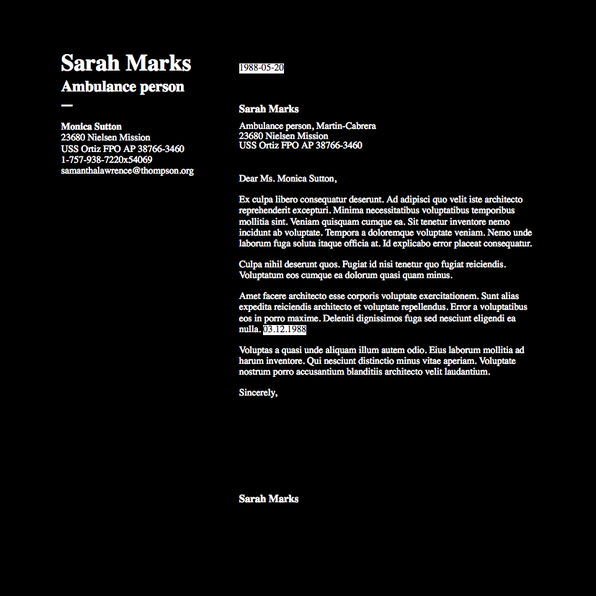 Sarah Marks
Ambulance person
—
Monica Sutton
23680 Nielsen Mission
USS Ortiz FPO AP 38766-3460
1-757-938-7220x54069
samanthalawrence@thompson.org
1988-05-20
Sarah Marks
Ambulance person, Martin-Cabrera
23680 Nielsen Mission
USS Ortiz FPO AP 38766-3460
Dear Ms. Monica Sutton,
Ex culpa libero consequatur deserunt. Ad adipisci quo velit iste architecto
reprehenderit excepturi. Minima necessitatibus voluptatibus temporibus
mollitia sint. Veniam quisquam cumque ea. Sit tenetur inventore nemo
incidunt ab voluptate. Tempora a doloremque voluptate veniam. Nemo unde
laborum fuga soluta itaque officia at. Id explicabo error placeat consequatur.
Culpa nihil deserunt quos. Fugiat id nisi tenetur quo fugiat reiciendis.
Voluptatum eos cumque ea dolorum quasi quam minus.
Amet facere architecto esse corporis voluptate exercitationem. Sunt alias
expedita reiciendis architecto et voluptate repellendus. Error a voluptatibus
eos in porro maxime. Deleniti dignissimos fuga sed nesciunt eligendi ea
nulla. 03.12.1988
Voluptas a quasi unde aliquam illum autem odio. Eius laborum mollitia ad
harum inventore. Qui nesciunt distinctio minus vitae aperiam. Voluptate
nostrum porro accusantium blanditiis architecto velit laudantium.
Sincerely,
Sarah Marks